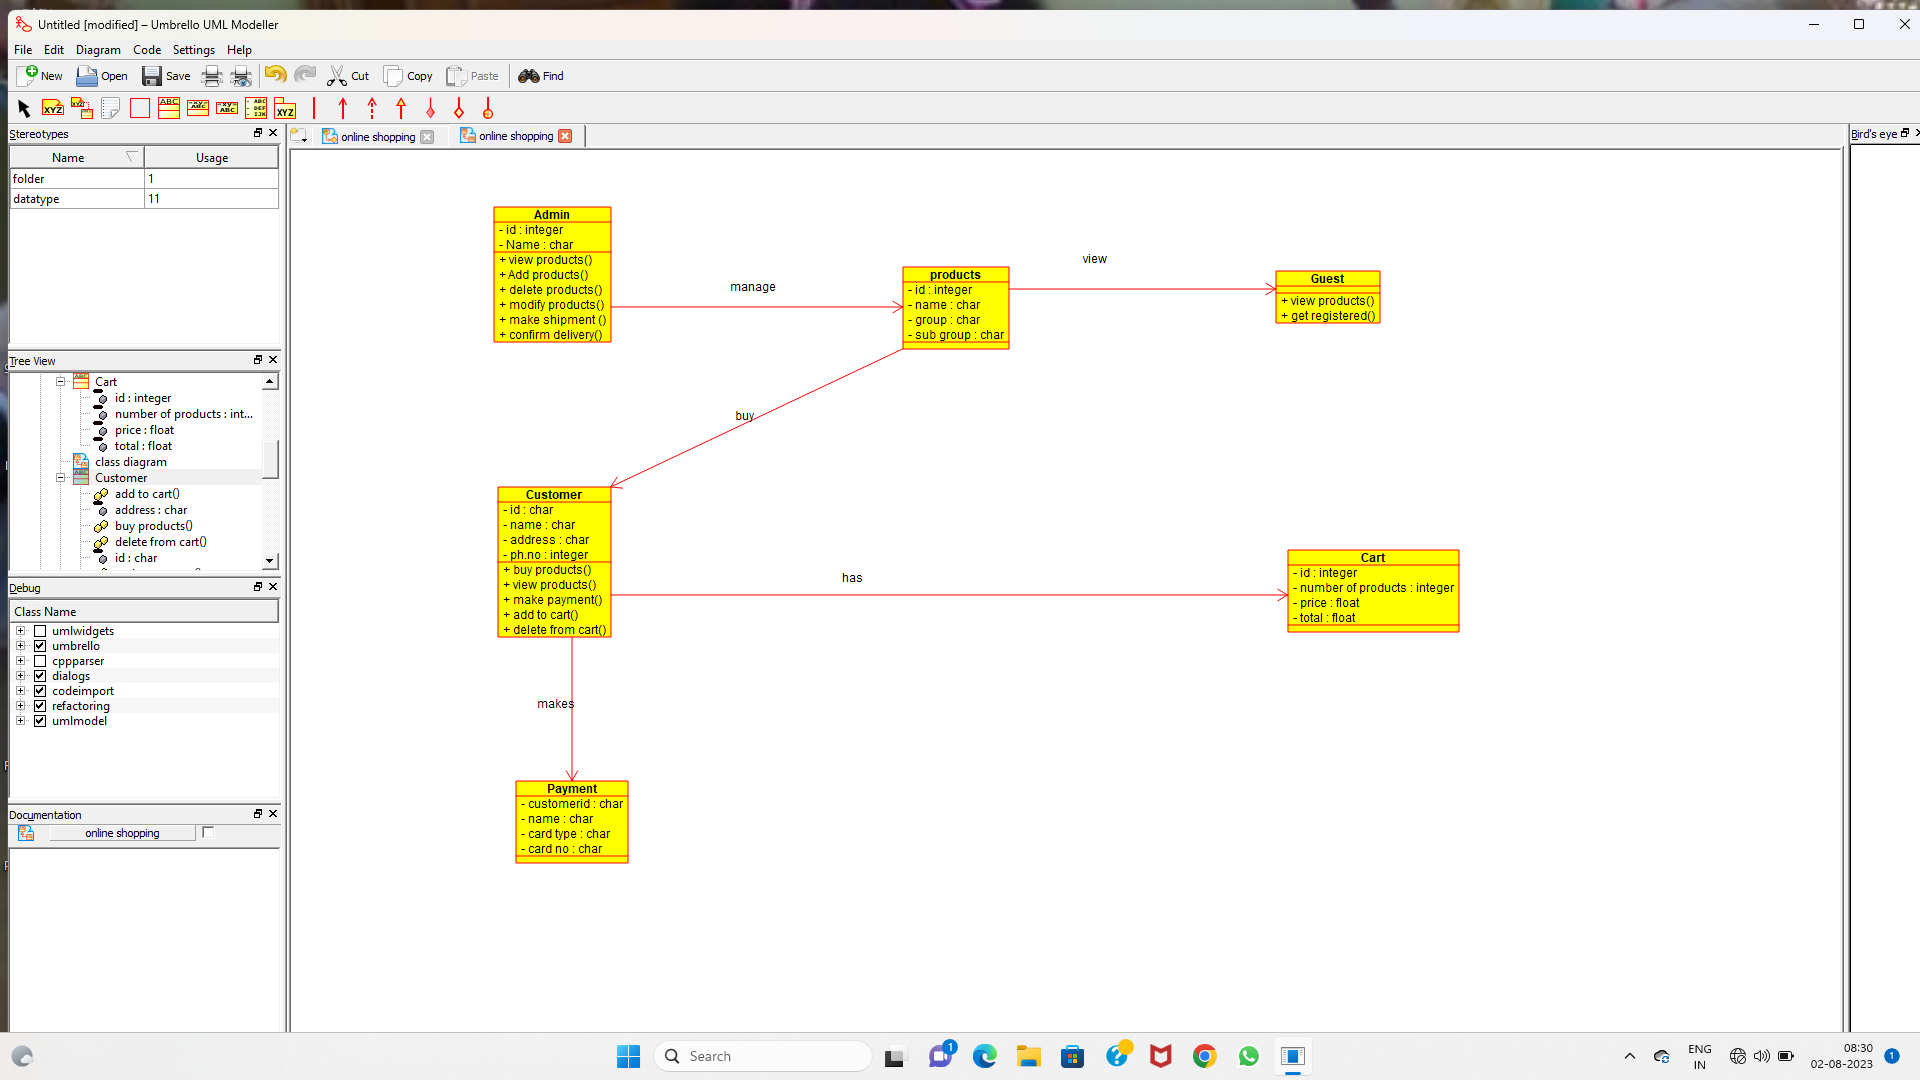 Untitled [modified] – Umbrello UML Modeller
File Edit Diagram Code Settings Help
New Open Save Cut Copy Paste Find
Stereotypes
Name Usage
folder 1
datatype 11
Tree View
Cart
id : integer
number of products : int...
price : float
total : float
class diagram
Customer
add to cart()
address : char
buy products()
delete from cart()
id : char
Debug
Class Name
umlwidgets
umbrello
cppparser
dialogs
codeimport
refactoring
umlmodel
Documentation
online shopping
online shopping
online shopping
Bird's eye
Admin
- id : integer
- Name : char
+ view products()
+ Add products()
+ delete products()
+ modify products()
+ make shipment ()
+ confirm delivery()
manage
products
- id : integer
- name : char
- group : char
- sub group : char
view
Guest
+ view products()
+ get registered()
buy
Customer
- id : char
- name : char
- address : char
- ph.no : integer
+ buy products()
+ view products()
+ make payment()
+ add to cart()
+ delete from cart()
has
Cart
- id : integer
- number of products : integer
- price : float
- total : float
makes
Payment
- customerid : char
- name : char
- card type : char
- card no : char
Search
1
ENG
IN
08:30
02-08-2023
1